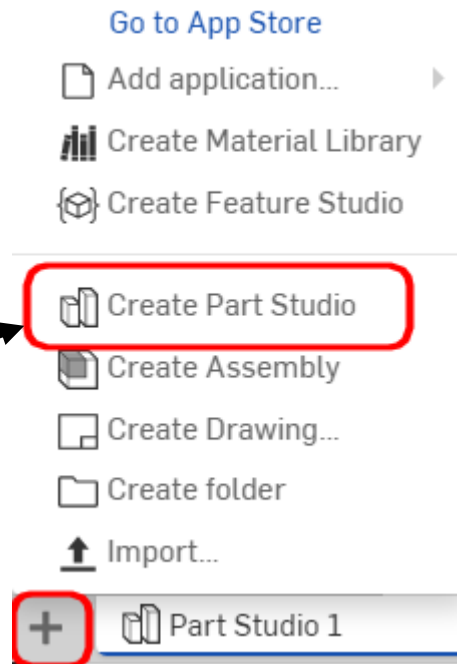 Go to App Store
Add application...
Create Material Library
Create Feature Studio
Create Part Studio
Create Assembly
Create Drawing...
Create folder
Import...
Part Studio 1